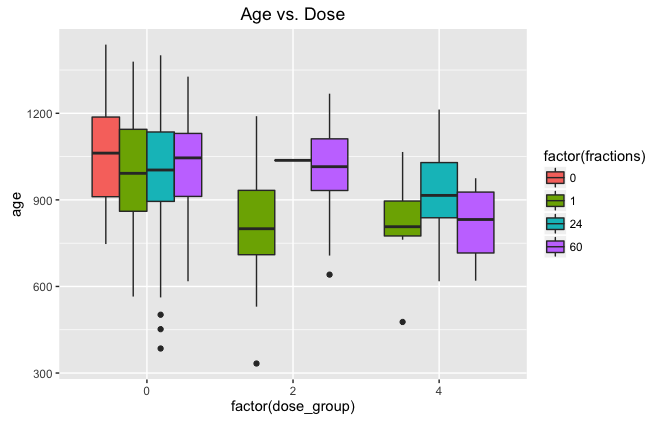 Age vs. Dose
1200
900
600
300
age
0
2
4
factor(dose_group)
factor(fractions)
0
1
24
60